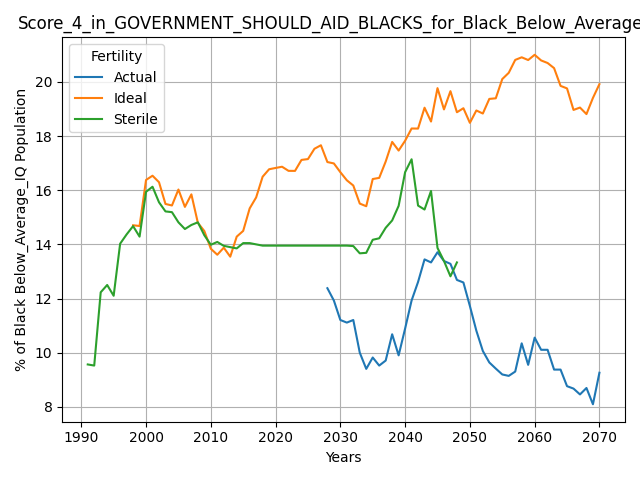 Score_4_in_GOVERNMENT_SHOULD_AID_BLACKS_for_Black_Below_Average
Fertility
Actual
Ideal
Sterile
% of Black Below_Average_IQ Population
20
18
16
14
12
10
8
1990 2000 2010 2020 2030 2040 2050 2060 2070
Years